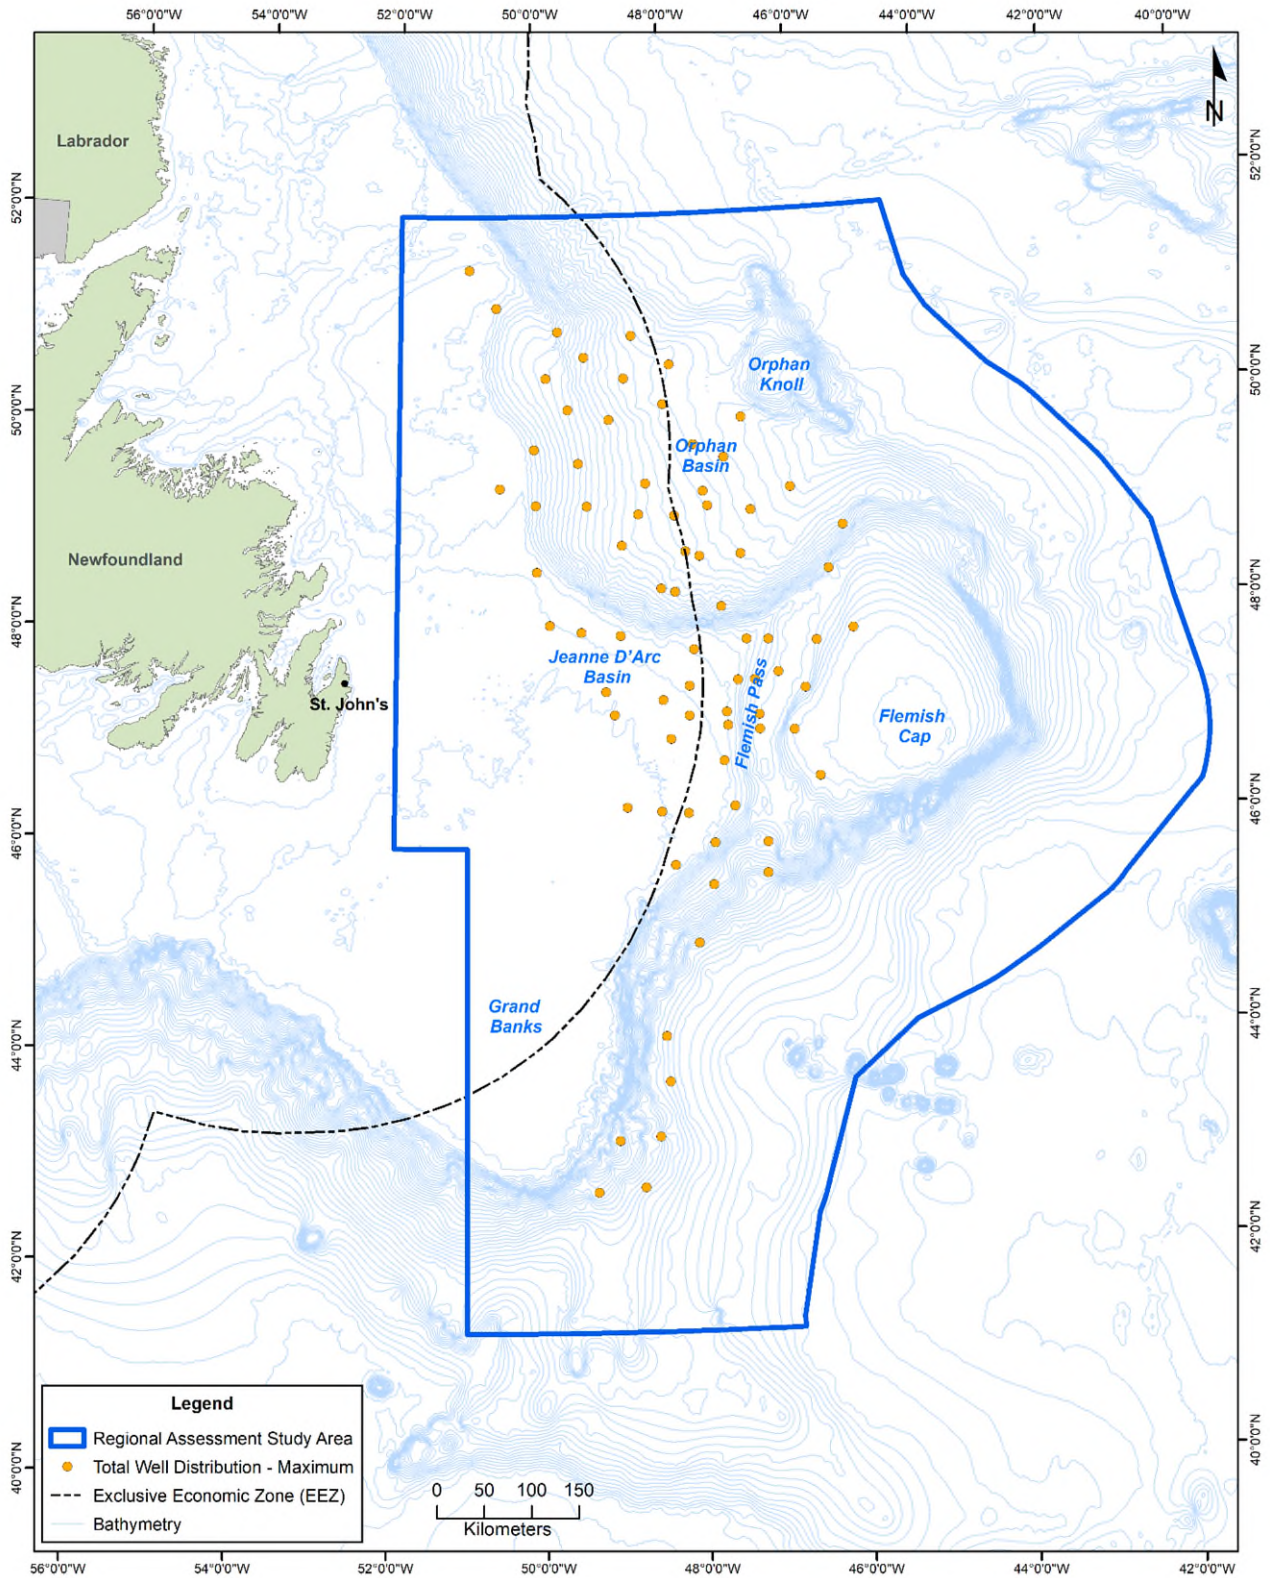 56°0'0"W 54°0'0"W 52°0'0"W 50°0'0"W 48°0'0"W 46°0'0"W 44°0'0"W 42°0'0"W 40°0'0"W
N
Labrador
52°0'0"N
52°0'0"N
Orphan
Knoll
50°0'0"N
50°0'0"N
Orphan
Basin
Newfoundland
48°0'0"N
48°0'0"N
Jeanne D'Arc
Basin
St. John's
Flemish Pass
Flemish
Cap
46°0'0"N
46°0'0"N
Grand
Banks
44°0'0"N
44°0'0"N
42°0'0"N
42°0'0"N
Legend
Regional Assessment Study Area
Total Well Distribution - Maximum
Exclusive Economic Zone (EEZ)
Bathymetry
40°0'0"N
40°0'0"N
0 50 100 150
Kilometers
56°0'0"W 54°0'0"W 52°0'0"W 50°0'0"W 48°0'0"W 46°0'0"W 44°0'0"W 42°0'0"W